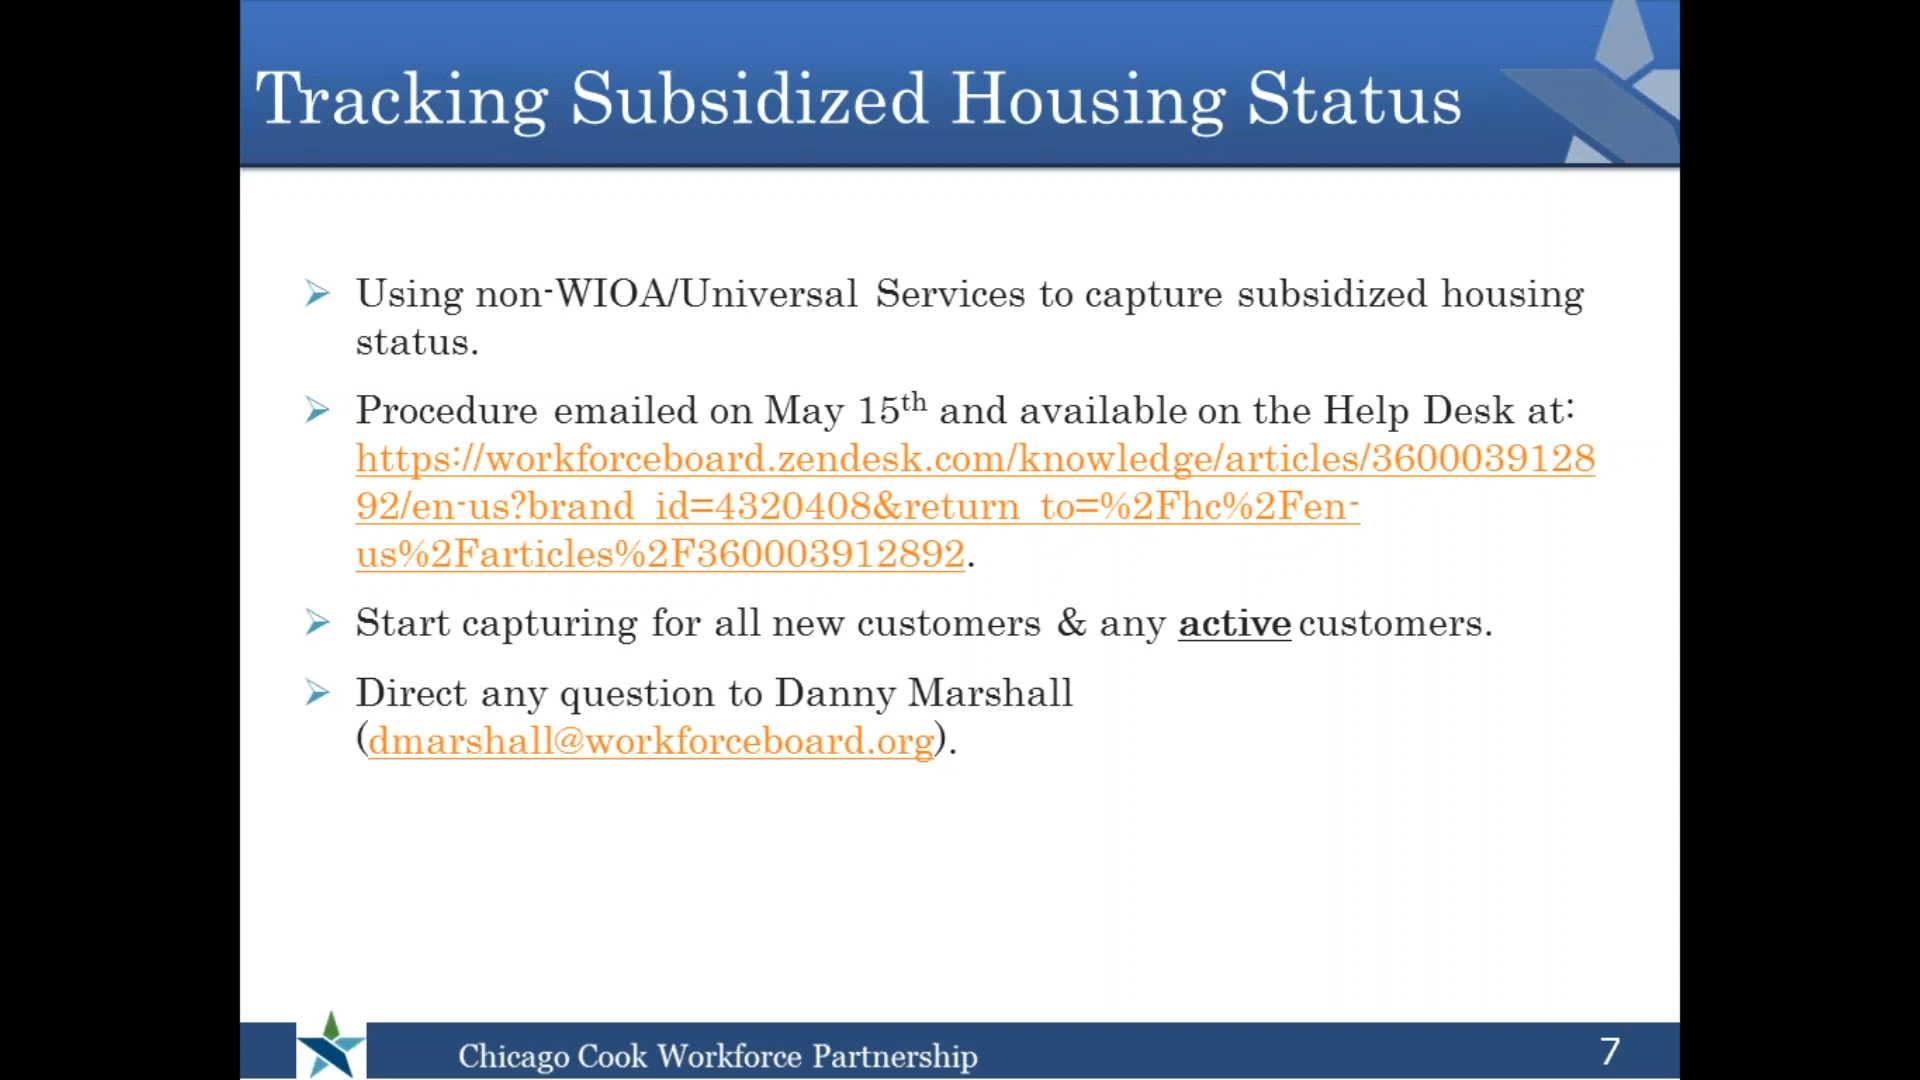 Tracking Subsidized Housing Status
Using non-WIOA/Universal Services to capture subsidized housing
status.
Procedure emailed on May 15th and available on the Help Desk at:
https://workforceboard.zendesk.com/knowledge/articles/3600039128
92/en-us?brand_id=4320408&return_to=%2Fhc%2Fen-
us%2Farticles%2F360003912892.
Start capturing for all new customers & any active customers.
Direct any question to Danny Marshall
(dmarshall@workforceboard.org).
Chicago Cook Workforce Partnership
7